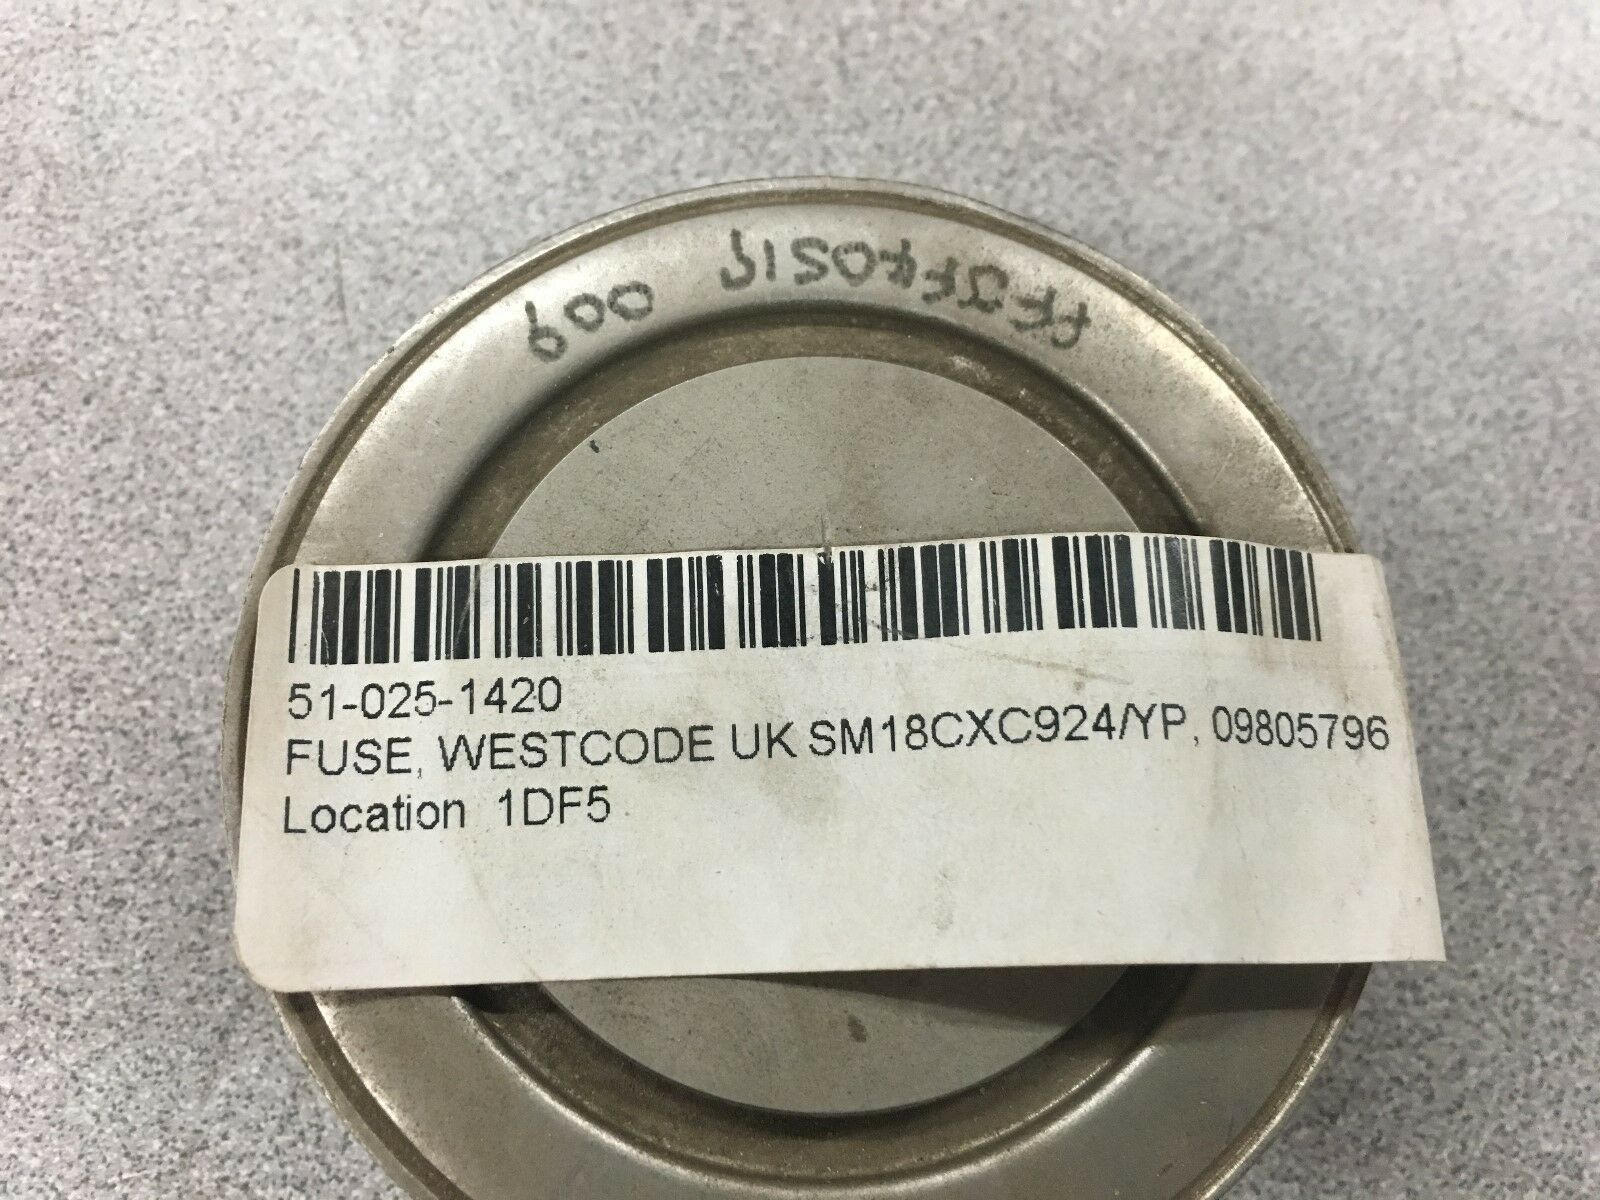 51-025-1420
FUSE, WESTCODE UK SM18CXC924/YP, 09805796
Location 1DF5